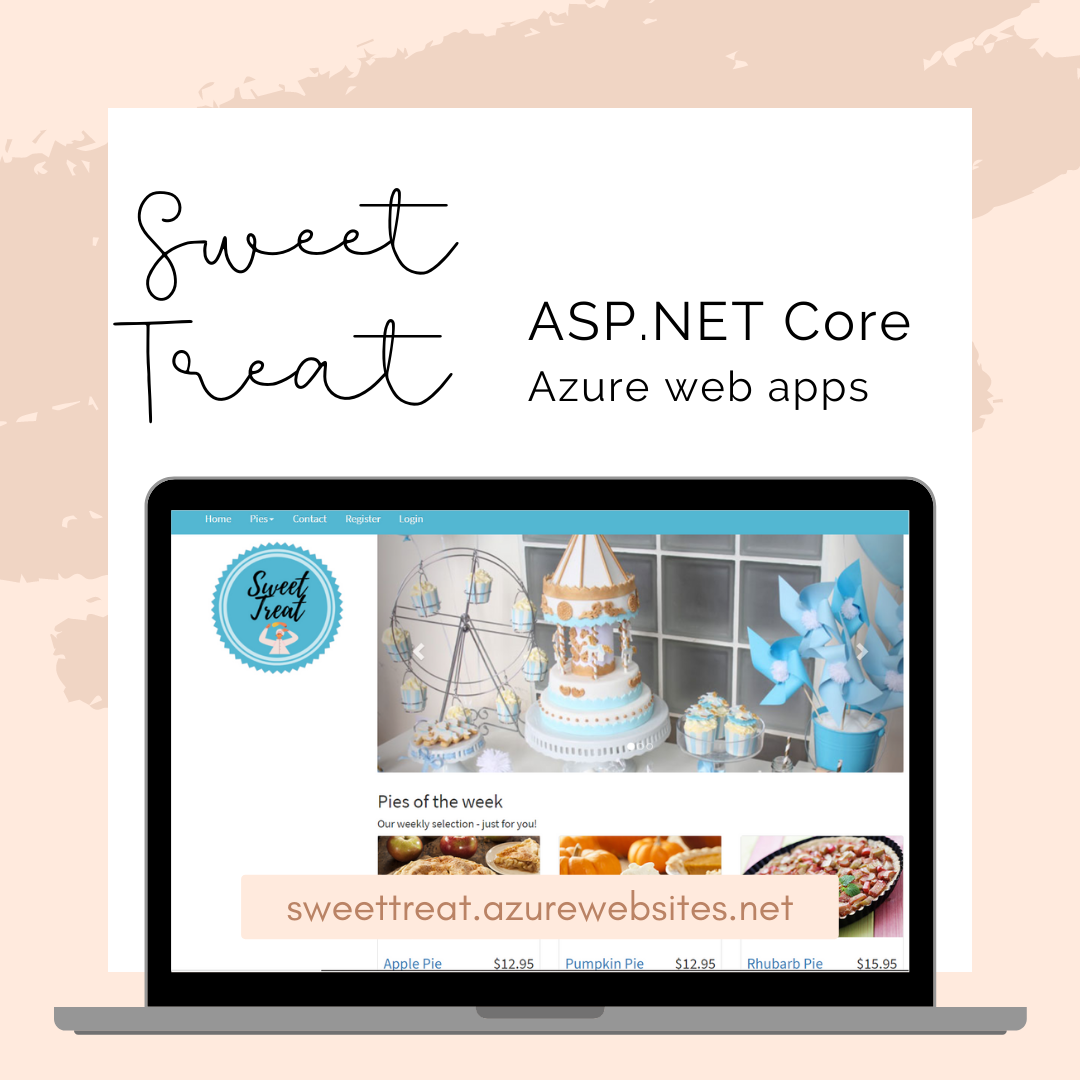 Sweet
Treat
ASP.NET Core
Azure web apps
Home Pies Contact Register Login
Sweet
Treat
Pies of the week
Our weekly selection - just for you!
sweettreat.azurewebsites.net
Apple Pie $12.95 Pumpkin Pie $12.95 Rhubarb Pie $15.95